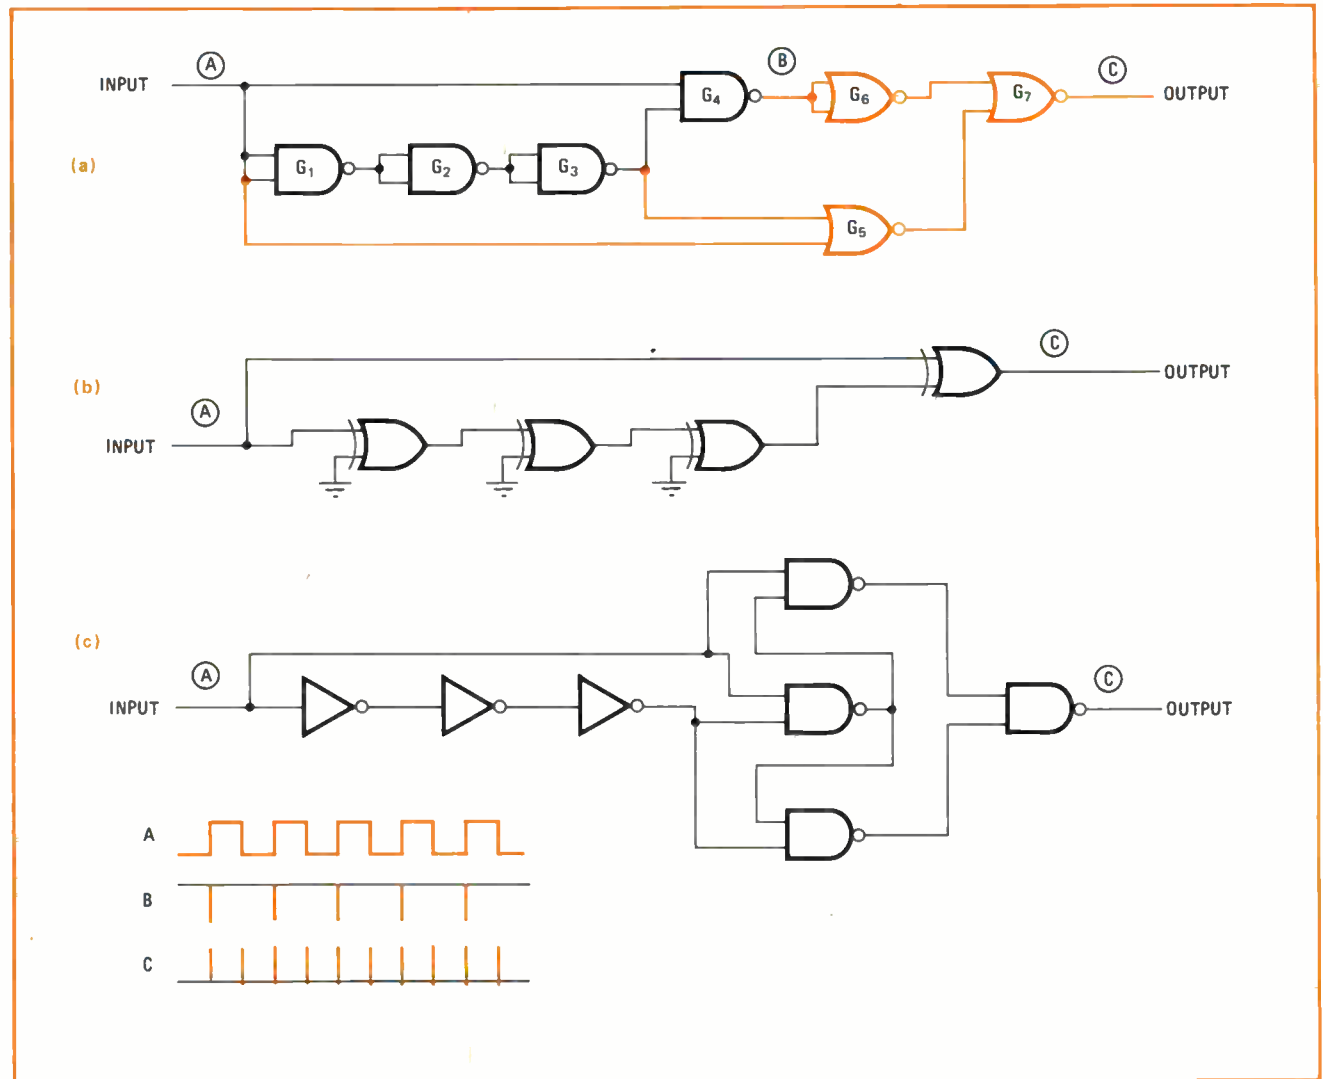 INPUT A B C OUTPUT
G4 G6 G7
(a) G1 G2 G3
G5
(b) C OUTPUT
A
INPUT
(c) A C
INPUT OUTPUT
A
B
C